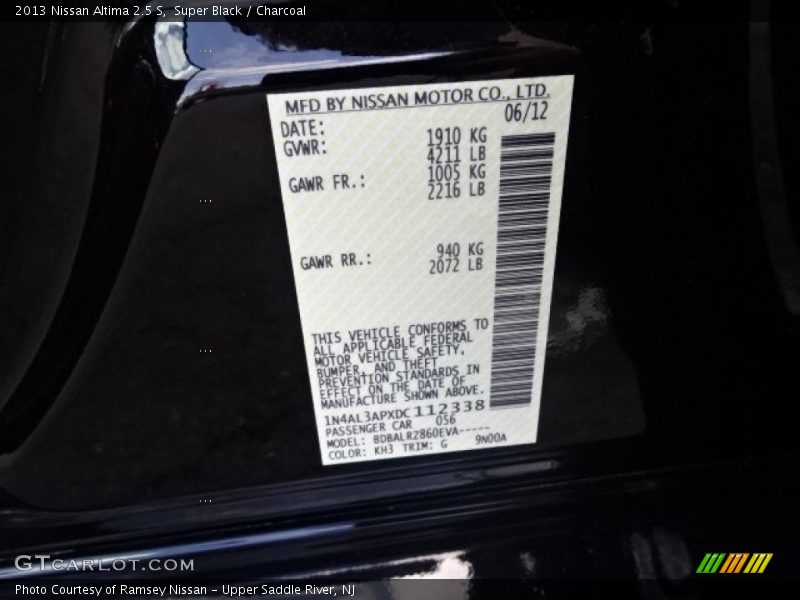 2013 Nissan Altima 2.5 S, Super Black / Charcoal
MFD BY NISSAN MOTOR CO., LTD.
DATE: 06/12
GVWR: 1910 KG
4211 LB
GAWR FR.: 1005 KG
2216 LB
GAWR RR.: 940 KG
2072 LB
THIS VEHICLE CONFORMS TO
ALL APPLICABLE FEDERAL
MOTOR VEHICLE SAFETY,
BUMPER, AND THEFT
PREVENTION STANDARDS IN
EFFECT ON THE DATE OF
MANUFACTURE SHOWN ABOVE.
1N4AL3APXDC112338
PASSENGER CAR 056
MODEL: BDBALRZ860EVA-----
COLOR: KH3 TRIM: G 9N00A
GTCARLOT.COM
Photo Courtesy of Ramsey Nissan - Upper Saddle River, NJ